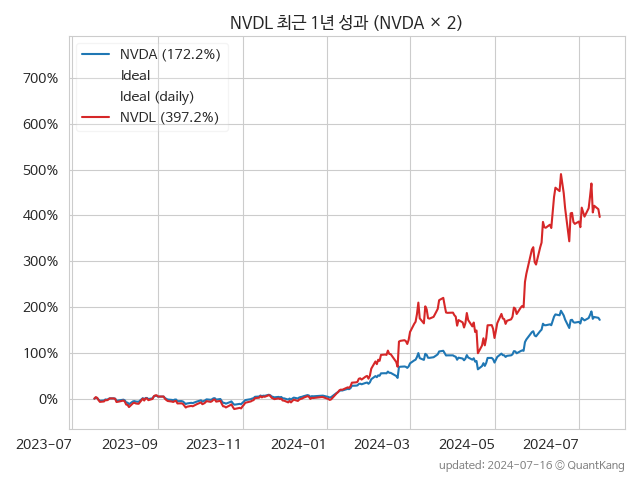 NVDL 최근 1년 성과 (NVDA × 2)
NVDA (172.2%)
Ideal
Ideal (daily)
NVDL (397.2%)
700%
600%
500%
400%
300%
200%
100%
0%
2023-07 2023-09 2023-11 2024-01 2024-03 2024-05 2024-07
updated: 2024-07-16 © QuantKang